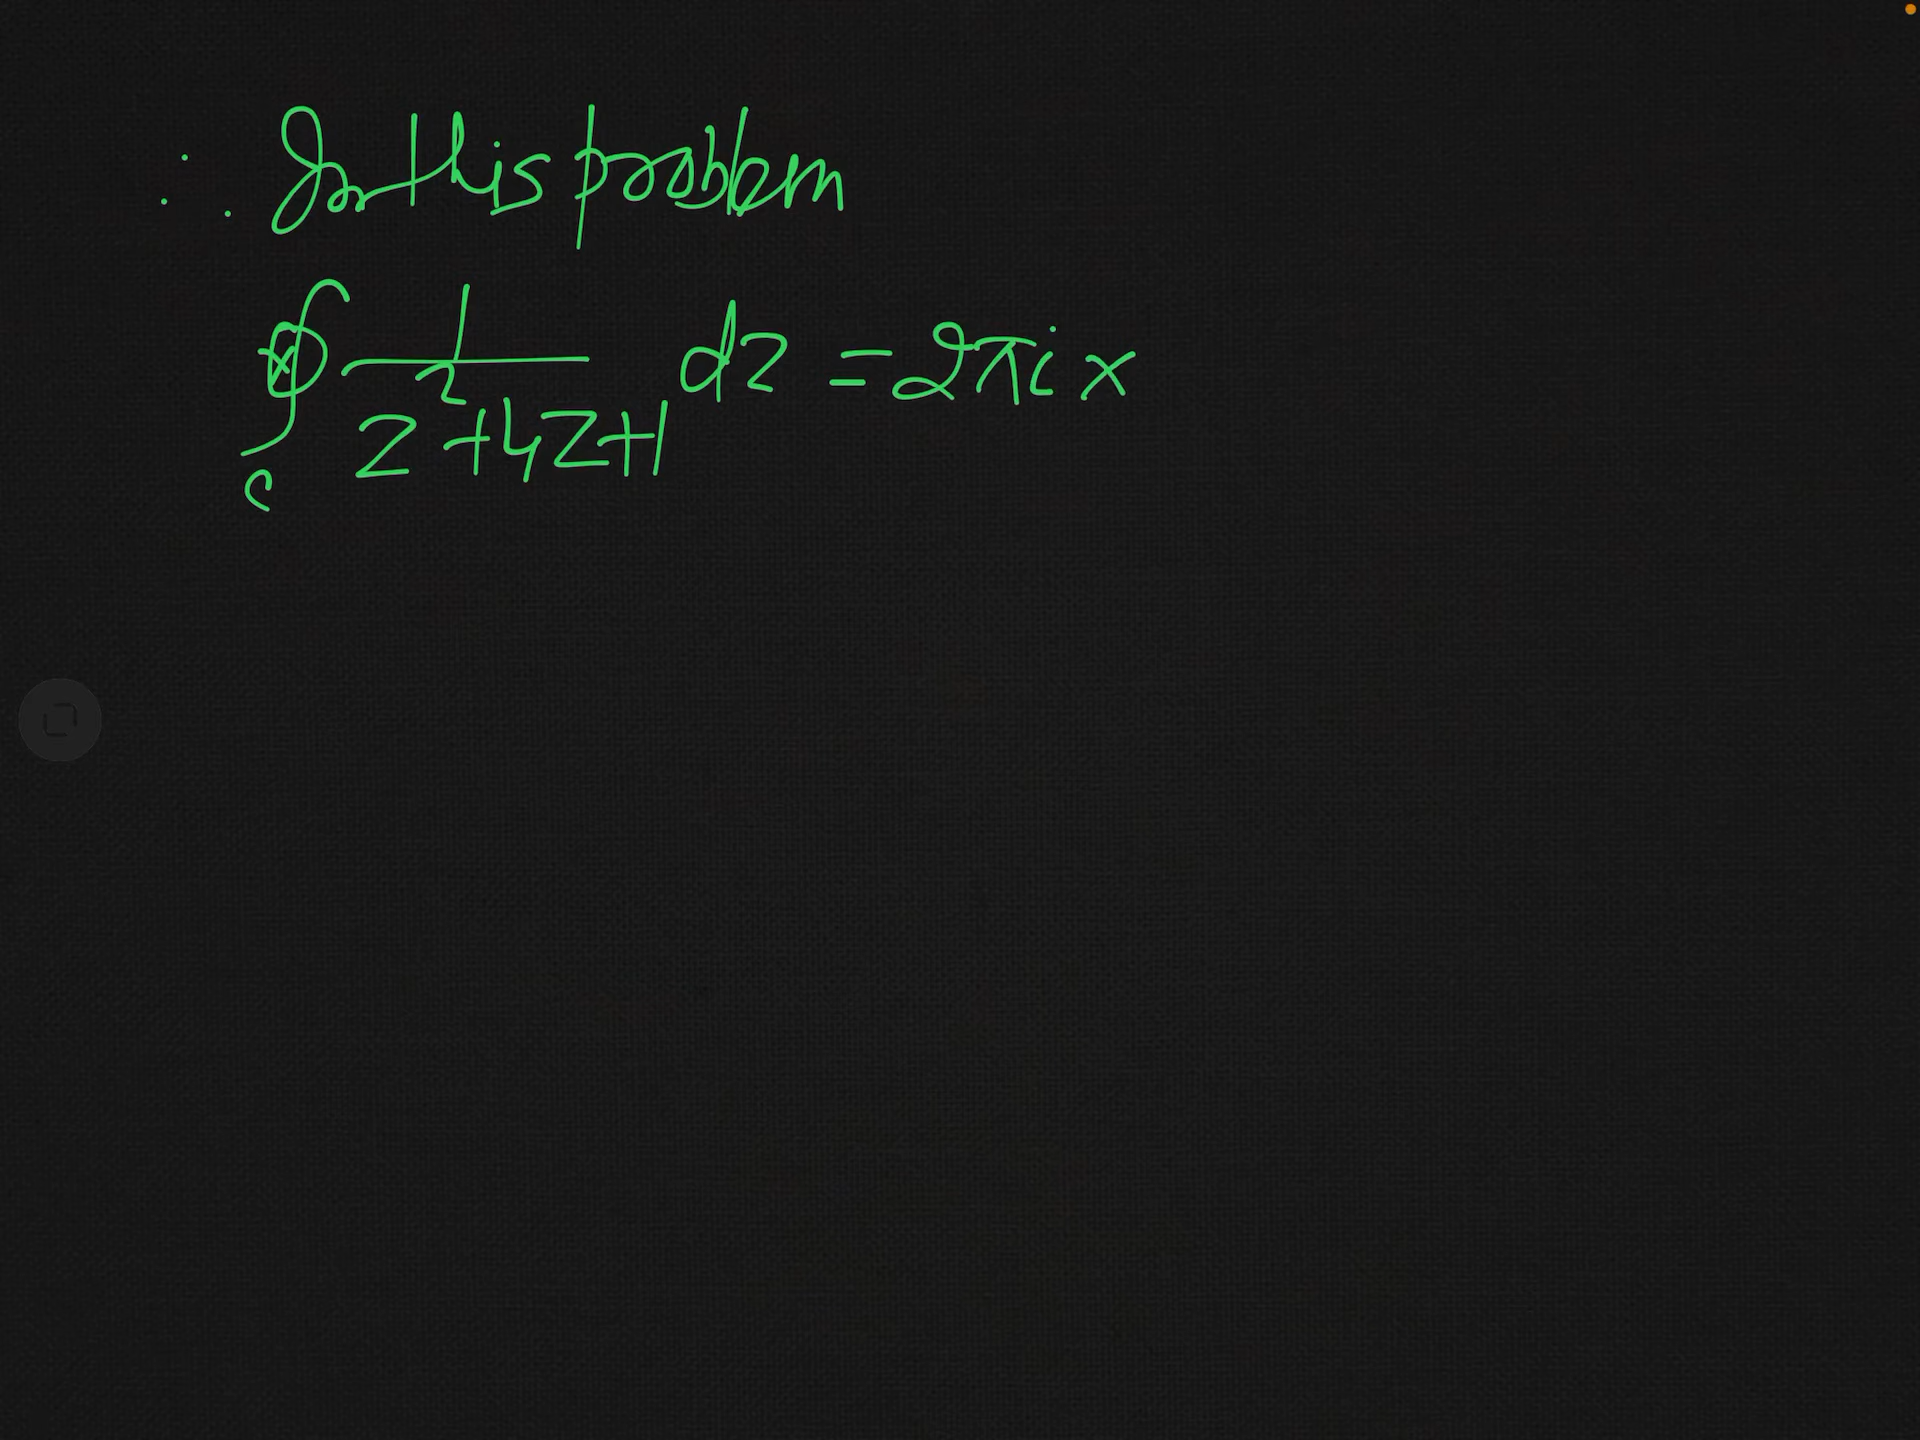 ∴ In this problem
∮_C 1/(z²+4z+1) dz = 2πi ×